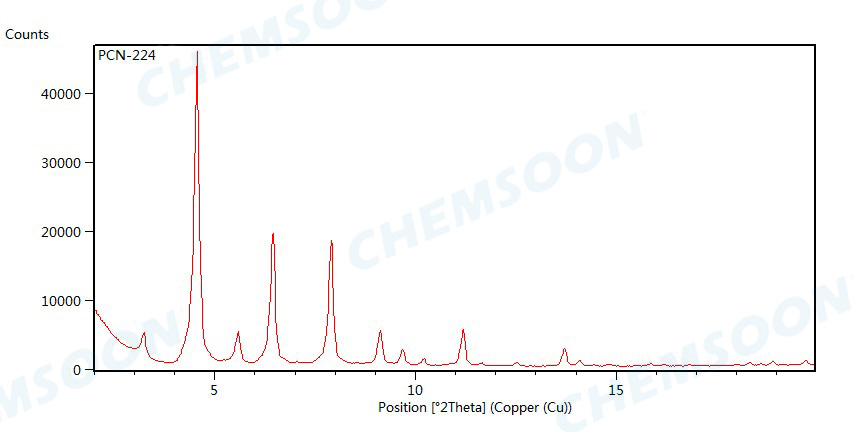 CHEMSOON
Counts
PCN-224
40000
30000
CHEMSOON
20000
10000
CHEMSOON
CHEMSOON
0
5
10
15
Position [°2Theta] (Copper (Cu))